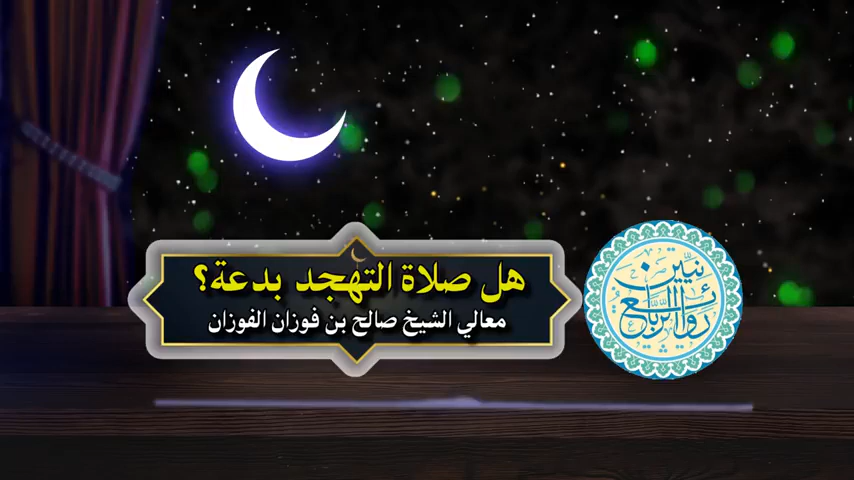 هل صلاة التهجد بدعة؟
معالي الشيخ صالح بن فوزان الفوزان